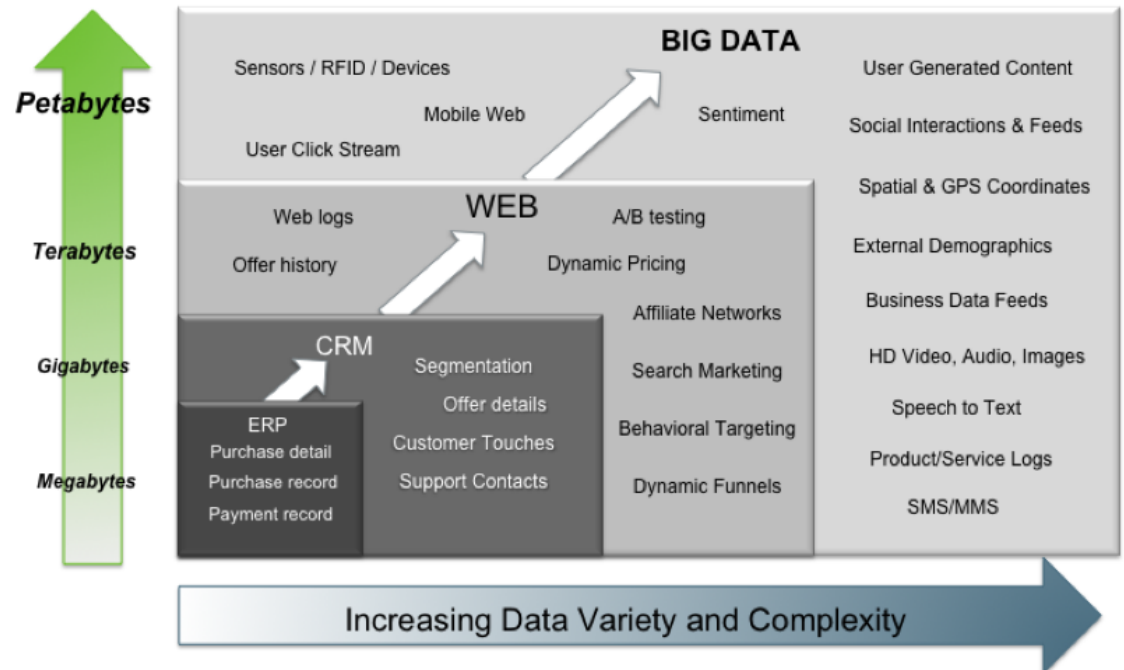 BIG DATA
Sensors / RFID / Devices
User Generated Content
Petabytes
Mobile Web
Sentiment
Social Interactions & Feeds
User Click Stream
Spatial & GPS Coordinates
WEB
Web logs
A/B testing
Terabytes
External Demographics
Offer history
Dynamic Pricing
Business Data Feeds
Affiliate Networks
CRM
HD Video, Audio, Images
Gigabytes
Segmentation
Search Marketing
Offer details
Speech to Text
ERP
Behavioral Targeting
Customer Touches
Purchase detail
Product/Service Logs
Megabytes
Purchase record
Support Contacts
Dynamic Funnels
SMS/MMS
Payment record
Increasing Data Variety and Complexity